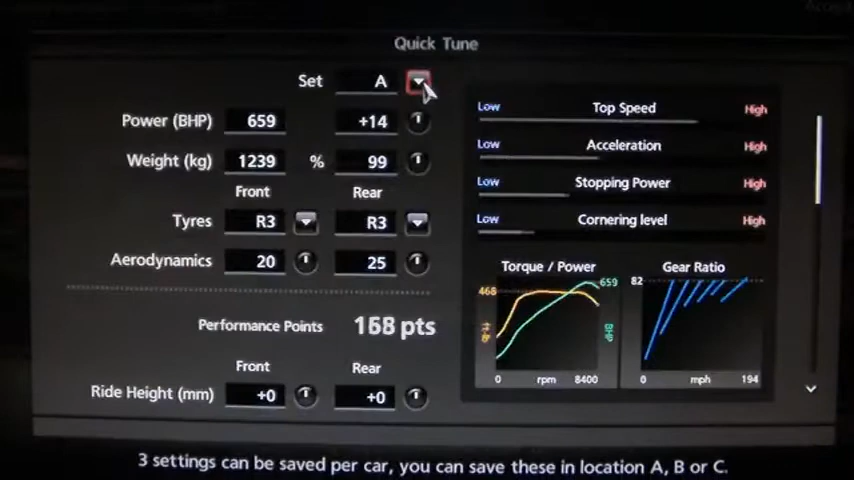 Quick Tune
Set A
Power (BHP) 659 +14
Weight (kg) 1239 % 99
Front Rear
Tyres R3 R3
Aerodynamics 20 25
Performance Points 168 pts
Front Rear
Ride Height (mm) +0 +0
Low Top Speed High
Low Acceleration High
Low Stopping Power High
Low Cornering level High
Torque / Power
468 659
BHP
0 rpm 8400
Gear Ratio
82
0 mph 194
3 settings can be saved per car, you can save these in location A, B or C.